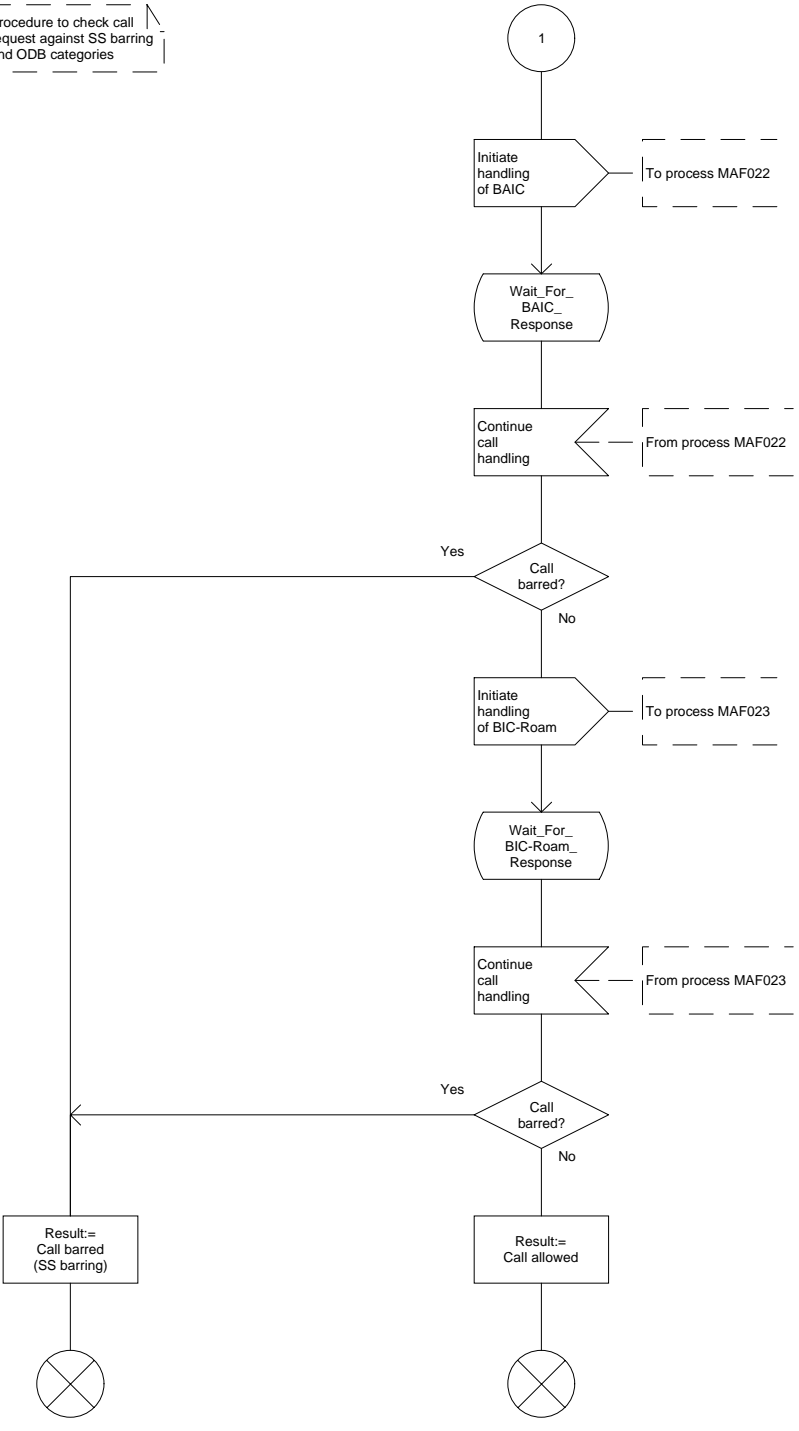 rocedure to check call
equest against SS barring
nd ODB categories
1
Initiate
handling
of BAIC
To process MAF022
Wait_For_
BAIC_
Response
Continue
call
handling
From process MAF022
Yes
Call
barred?
No
Initiate
handling
of BIC-Roam
To process MAF023
Wait_For_
BIC-Roam_
Response
Continue
call
handling
From process MAF023
Yes
Call
barred?
No
Result:=
Call barred
(SS barring)
Result:=
Call allowed